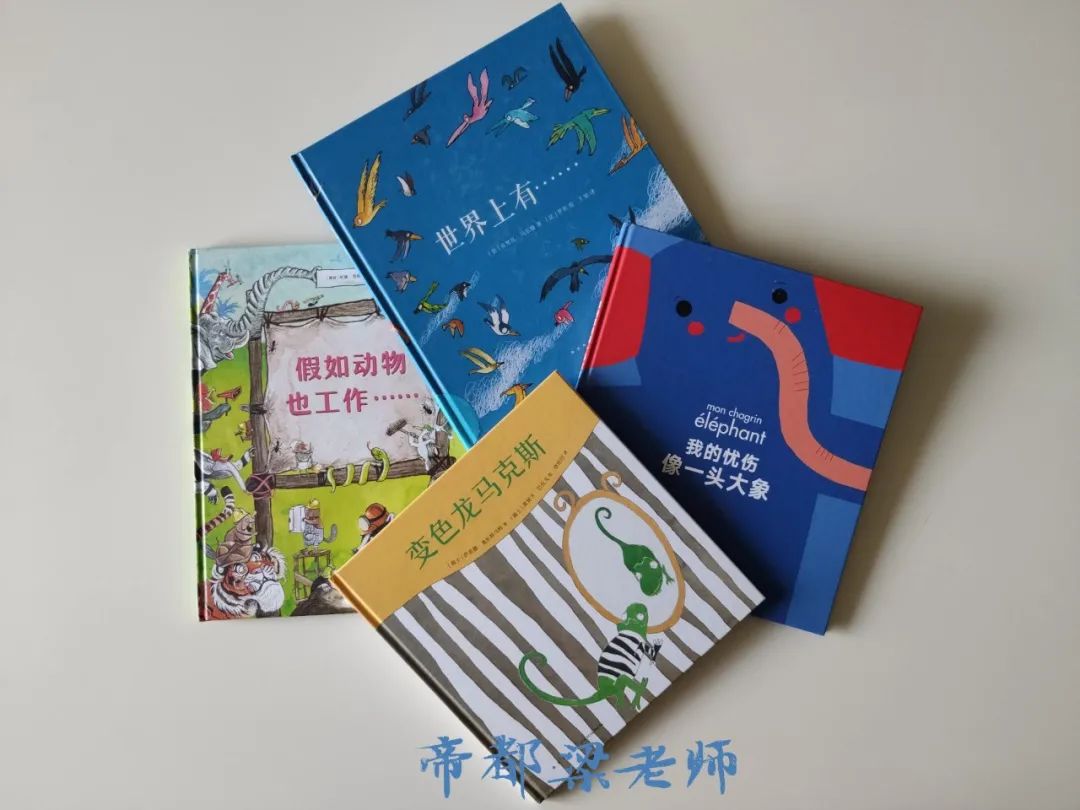 世界上有……
假如动物
也工作……
mon chagrin
éléphant
我的忧伤
像一头大象
变色龙马克斯
帝都梁老师